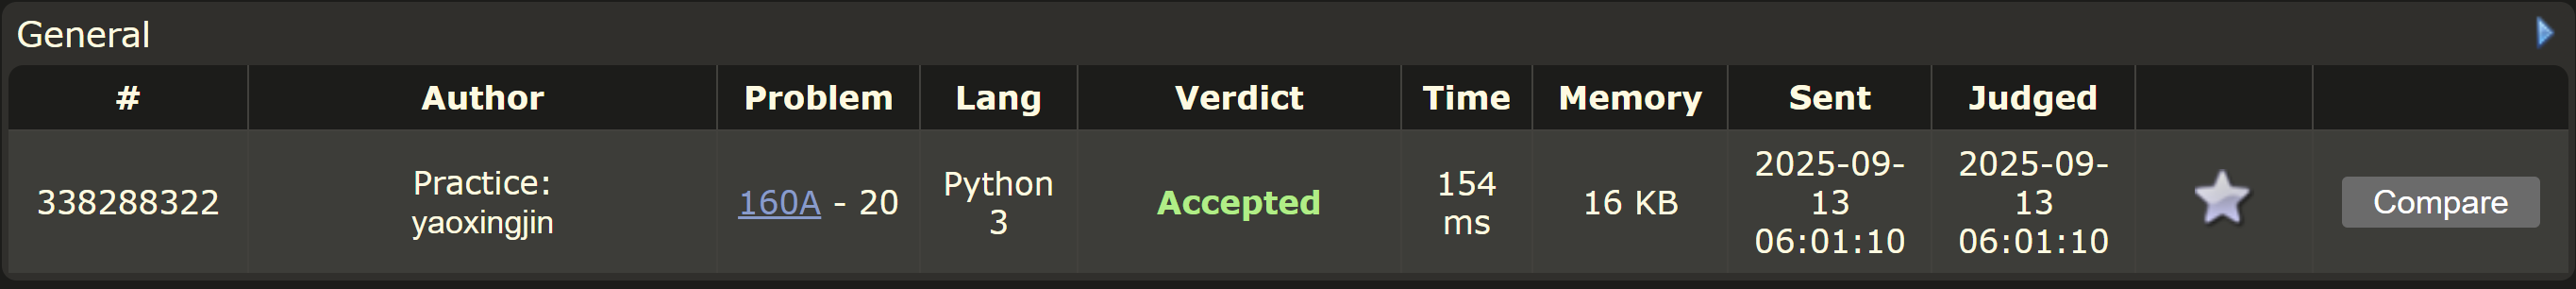 General
# Author Problem Lang Verdict Time Memory Sent Judged
338288322
Practice:
yaoxingjin
160A - 20
Python
3
Accepted
154
ms
16 KB
2025-09-
13
06:01:10
2025-09-
13
06:01:10
Compare